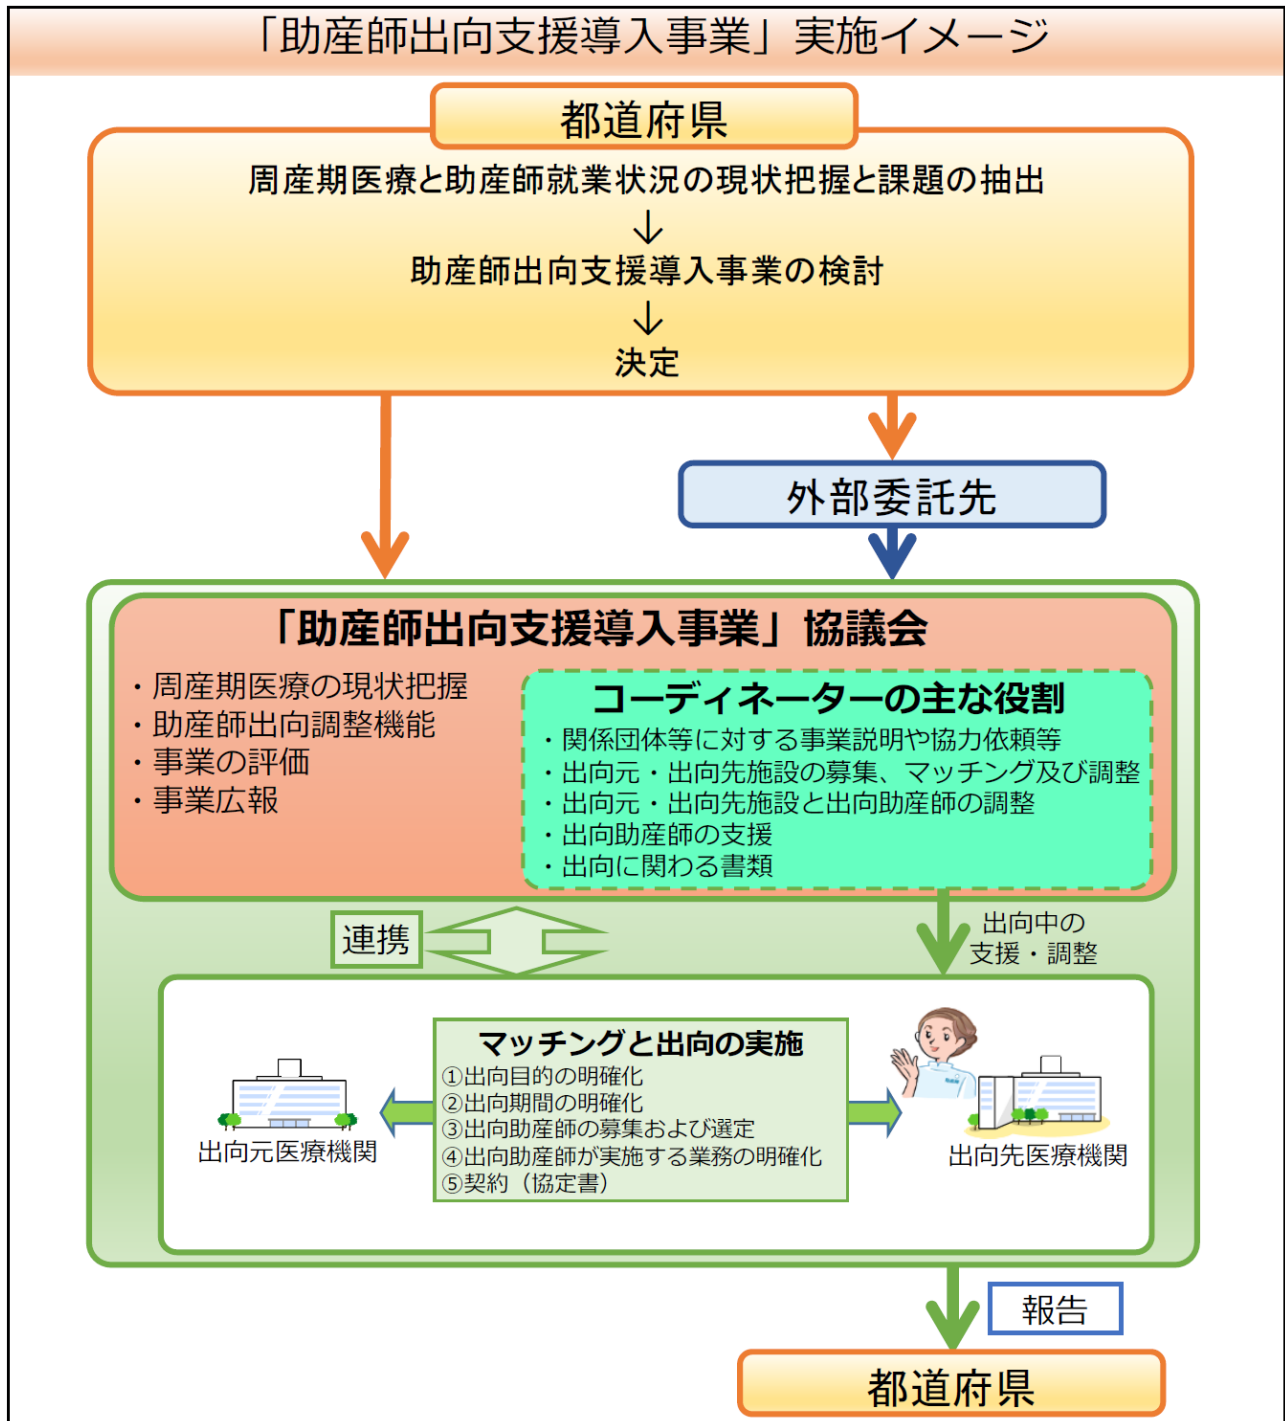 「助産師出向支援導入事業」実施イメージ
都道府県
周産期医療と助産師就業状況の現状把握と課題の抽出
↓
助産師出向支援導入事業の検討
↓
決定
外部委託先
「助産師出向支援導入事業」協議会
・周産期医療の現状把握
・助産師出向調整機能
・事業の評価
・事業広報
コーディネーターの主な役割
・関係団体等に対する事業説明や協力依頼等
・出向元・出向先施設の募集、マッチング及び調整
・出向元・出向先施設と出向助産師の調整
・出向助産師の支援
・出向に関わる書類
連携
出向中の
支援・調整
マッチングと出向の実施
①出向目的の明確化
②出向期間の明確化
③出向助産師の募集および選定
④出向助産師が実施する業務の明確化
⑤契約（協定書）
出向元医療機関
出向先医療機関
報告
都道府県